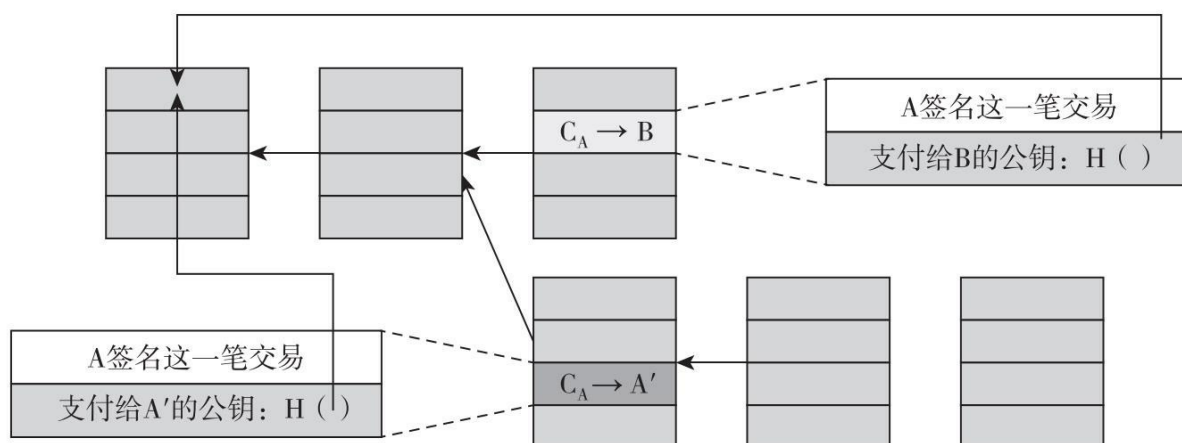 C_A → B
A签名这一笔交易
支付给B的公钥：H（ ）
A签名这一笔交易
支付给A′的公钥：H（ ）
C_A → A′